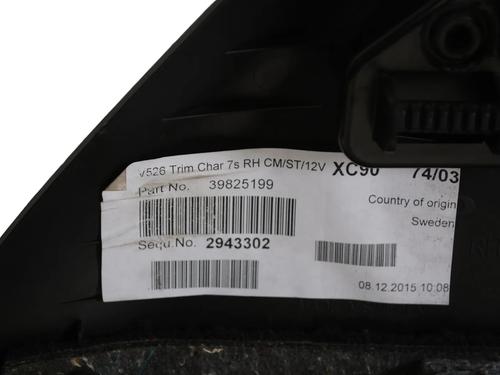 V526 Trim Char 7s RH CM/ST/12V XC90 74/03
Part No. 39825199
Country of origin
Sweden
Sequ.No. 2943302
08.12.2015 10:08